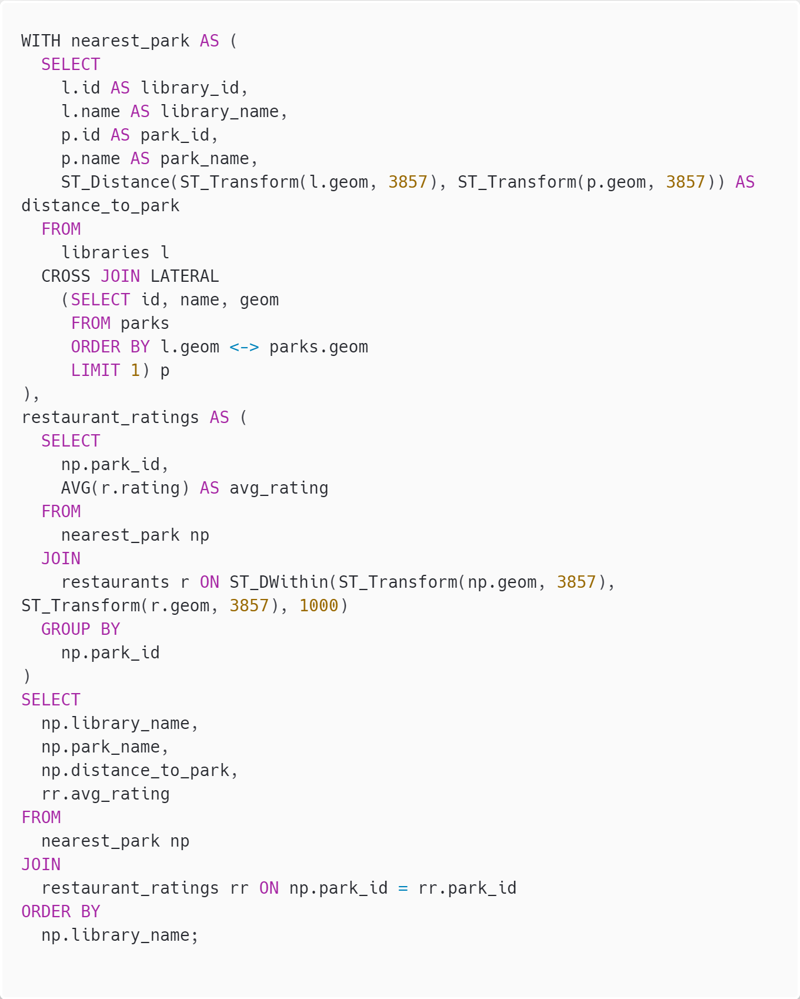 WITH nearest_park AS (
  SELECT
    l.id AS library_id,
    l.name AS library_name,
    p.id AS park_id,
    p.name AS park_name,
    ST_Distance(ST_Transform(l.geom, 3857), ST_Transform(p.geom, 3857)) AS
distance_to_park
  FROM
    libraries l
  CROSS JOIN LATERAL
    (SELECT id, name, geom
     FROM parks
     ORDER BY l.geom <-> parks.geom
     LIMIT 1) p
),
restaurant_ratings AS (
  SELECT
    np.park_id,
    AVG(r.rating) AS avg_rating
  FROM
    nearest_park np
  JOIN
    restaurants r ON ST_DWithin(ST_Transform(np.geom, 3857),
ST_Transform(r.geom, 3857), 1000)
  GROUP BY
    np.park_id
)
SELECT
  np.library_name,
  np.park_name,
  np.distance_to_park,
  rr.avg_rating
FROM
  nearest_park np
JOIN
  restaurant_ratings rr ON np.park_id = rr.park_id
ORDER BY
  np.library_name;